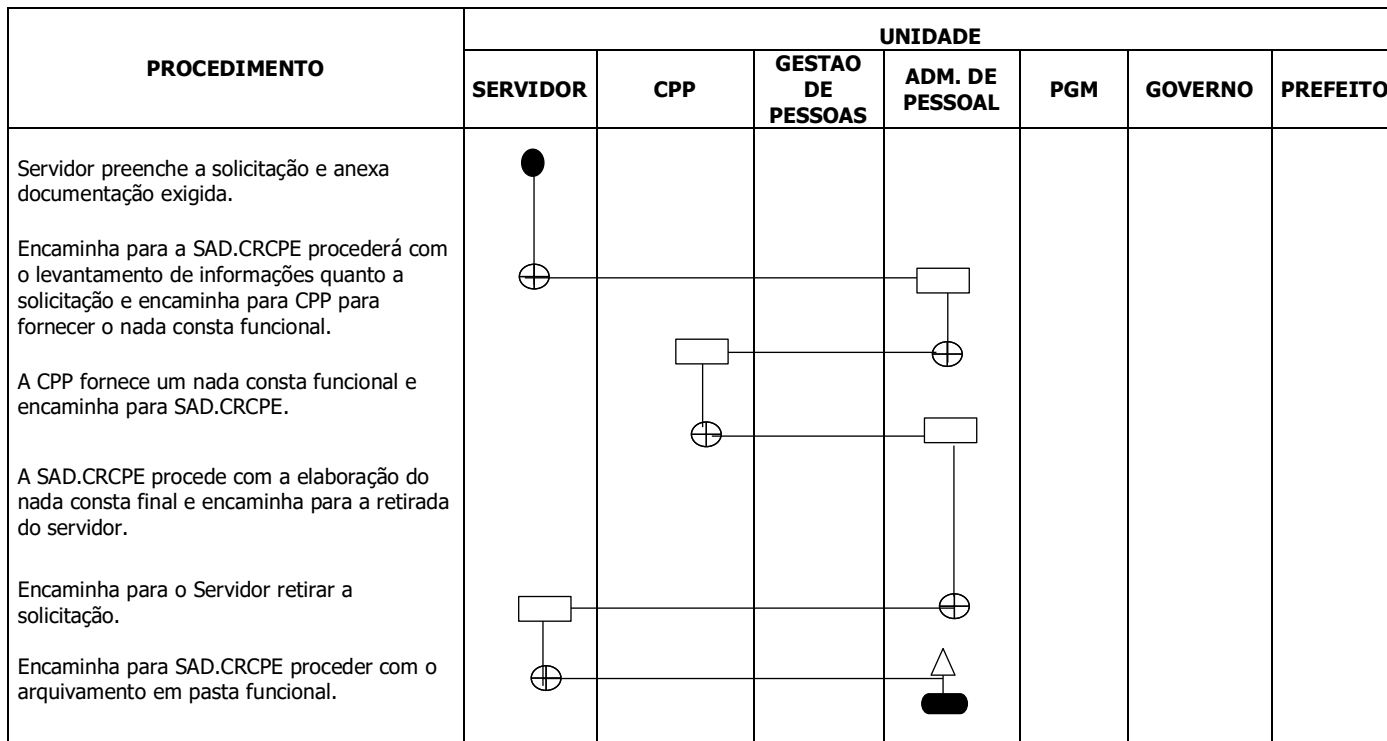 PROCEDIMENTO
UNIDADE
SERVIDOR
CPP
GESTAO
DE
PESSOAS
ADM. DE
PESSOAL
PGM
GOVERNO
PREFEITO
Servidor preenche a solicitação e anexa
documentação exigida.
Encaminha para a SAD.CRCPE procederá com
o levantamento de informações quanto a
solicitação e encaminha para CPP para
fornecer o nada consta funcional.
A CPP fornece um nada consta funcional e
encaminha para SAD.CRCPE.
A SAD.CRCPE procede com a elaboração do
nada consta final e encaminha para a retirada
do servidor.
Encaminha para o Servidor retirar a
solicitação.
Encaminha para SAD.CRCPE proceder com o
arquivamento em pasta funcional.